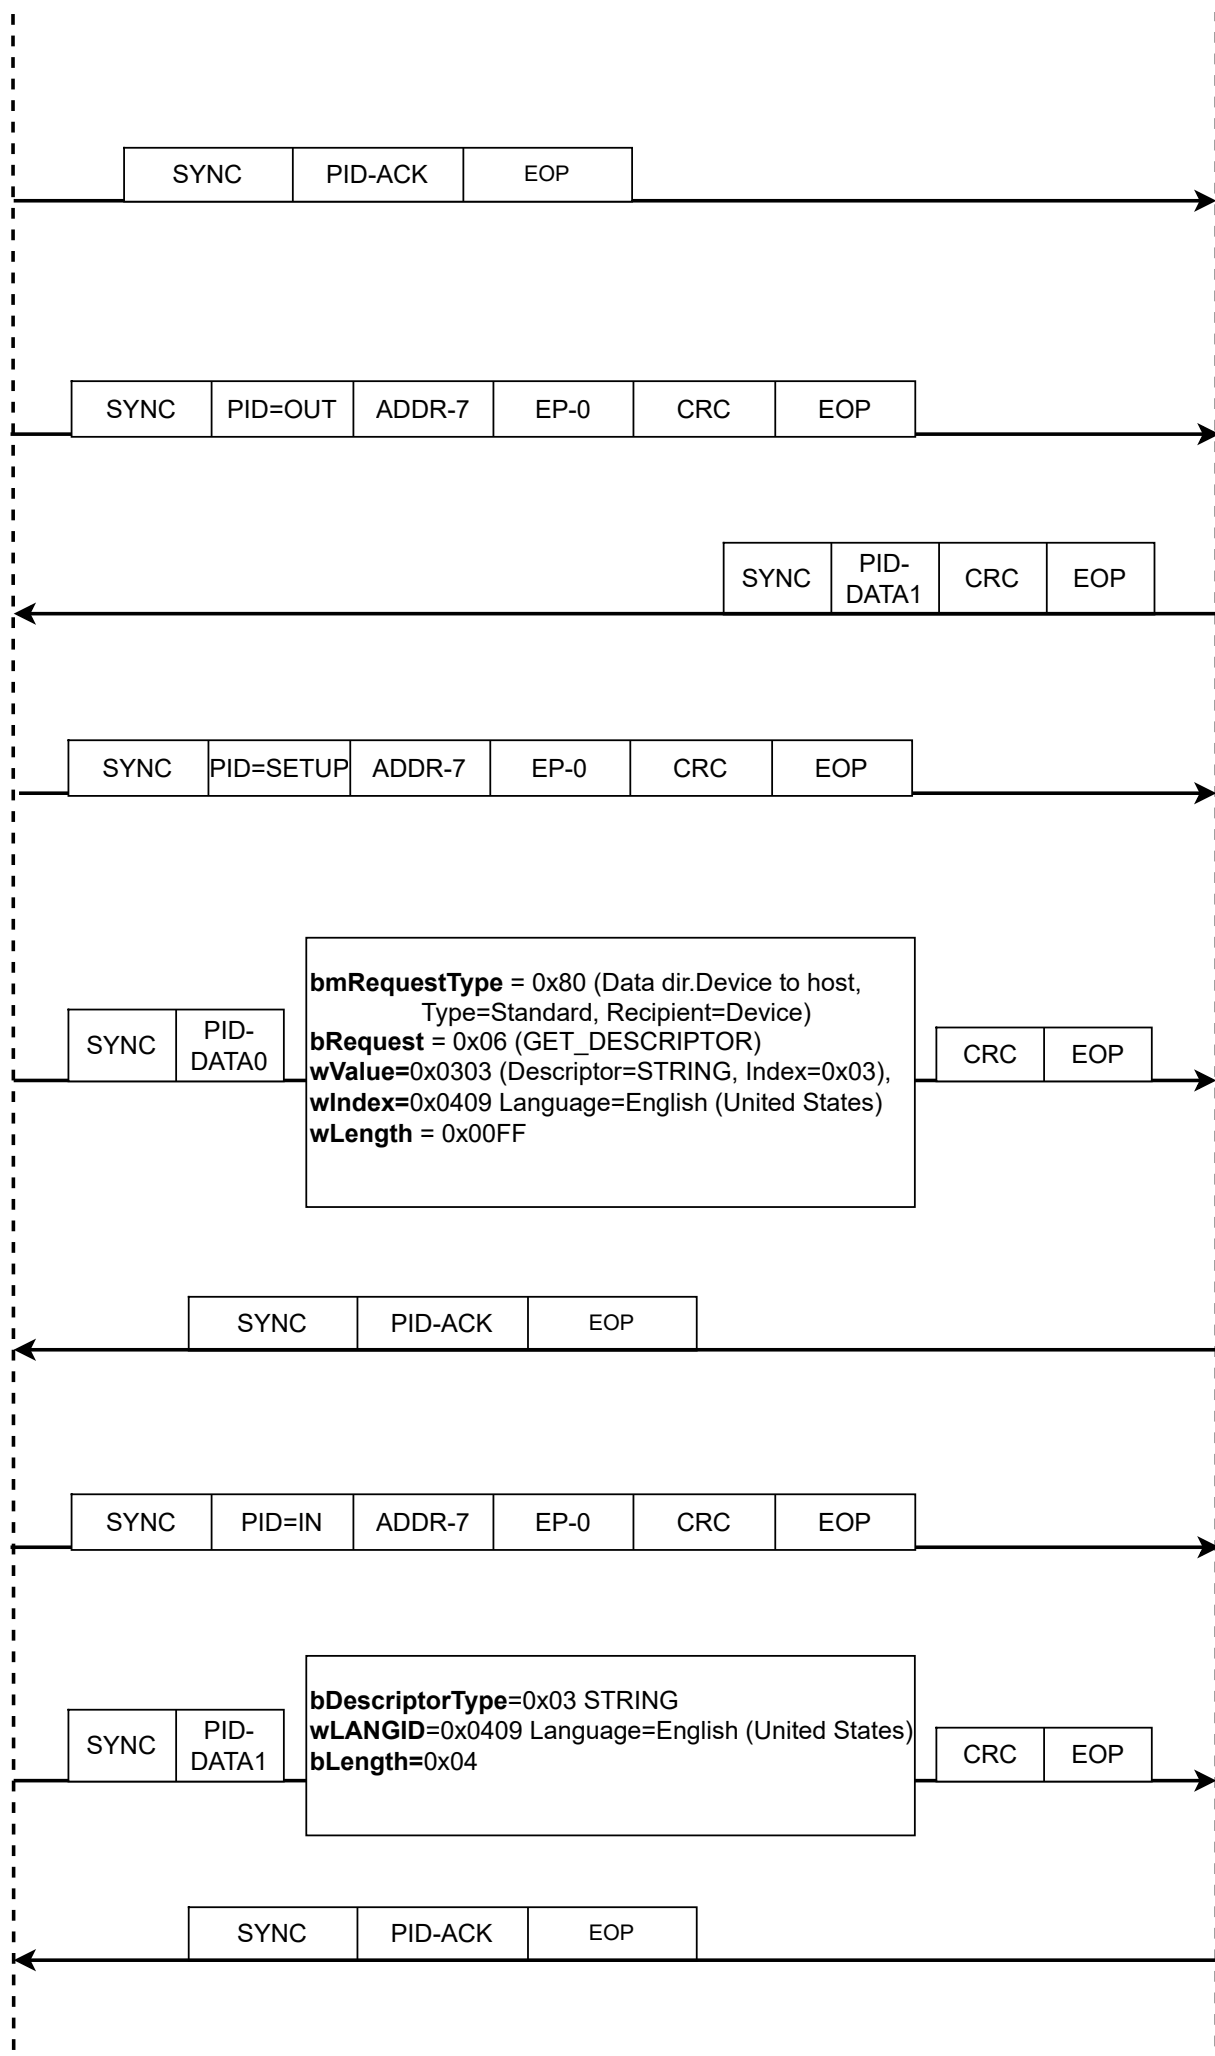 SYNC PID-ACK EOP
SYNC PID=OUT ADDR-7 EP-0 CRC EOP
SYNC PID-
DATA1 CRC EOP
SYNC PID=SETUP ADDR-7 EP-0 CRC EOP
SYNC PID-
DATA0
bmRequestType = 0x80 (Data dir.Device to host,
Type=Standard, Recipient=Device)
bRequest = 0x06 (GET_DESCRIPTOR)
wValue=0x0303 (Descriptor=STRING, Index=0x03),
wIndex=0x0409 Language=English (United States)
wLength = 0x00FF
CRC EOP
SYNC PID-ACK EOP
SYNC PID=IN ADDR-7 EP-0 CRC EOP
SYNC PID-
DATA1
bDescriptorType=0x03 STRING
wLANGID=0x0409 Language=English (United States)
bLength=0x04
CRC EOP
SYNC PID-ACK EOP